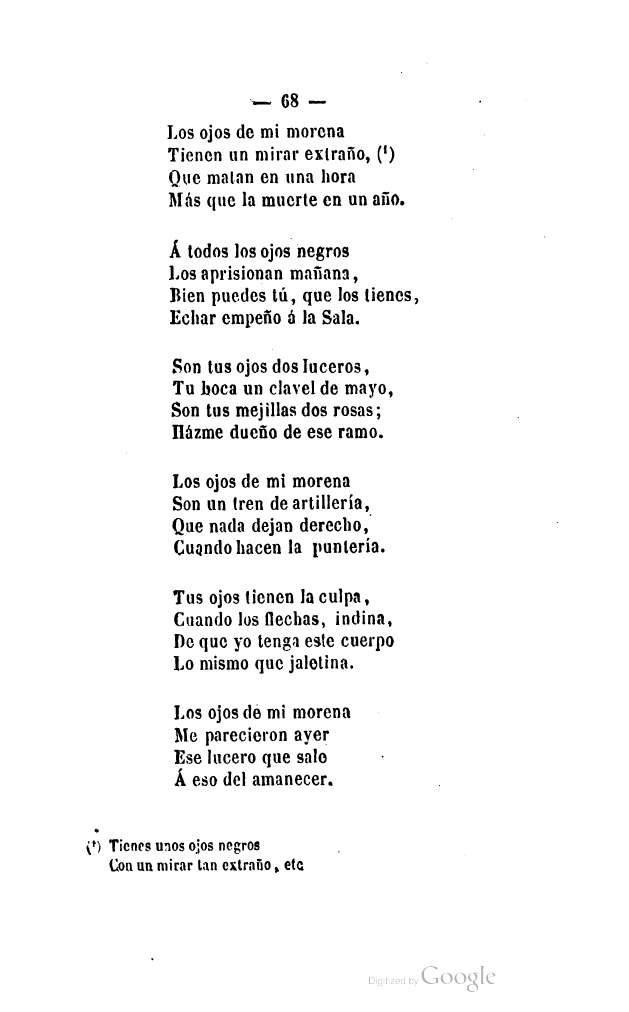 — 68 —
Los ojos de mi morena
Tienen un mirar extraño, (¹)
Que matan en una hora
Más que la muerte en un año.
Á todos los ojos negros
Los aprisionan mañana,
Bien puedes tú, que los tienes,
Echar empeño á la Sala.
Son tus ojos dos luceros,
Tu boca un clavel de mayo,
Son tus mejillas dos rosas;
Házme dueño de ese ramo.
Los ojos de mi morena
Son un tren de artillería,
Que nada dejan derecho,
Cuando hacen la puntería.
Tus ojos tienen la culpa,
Cuando los flechas, indina,
De que yo tenga este cuerpo
Lo mismo que jaletina.
Los ojos de mi morena
Me parecieron ayer
Ese lucero que sale
Á eso del amanecer.
(¹) Tienes unos ojos negros
Con un mirar tan extraño, etc
Digitized by Google